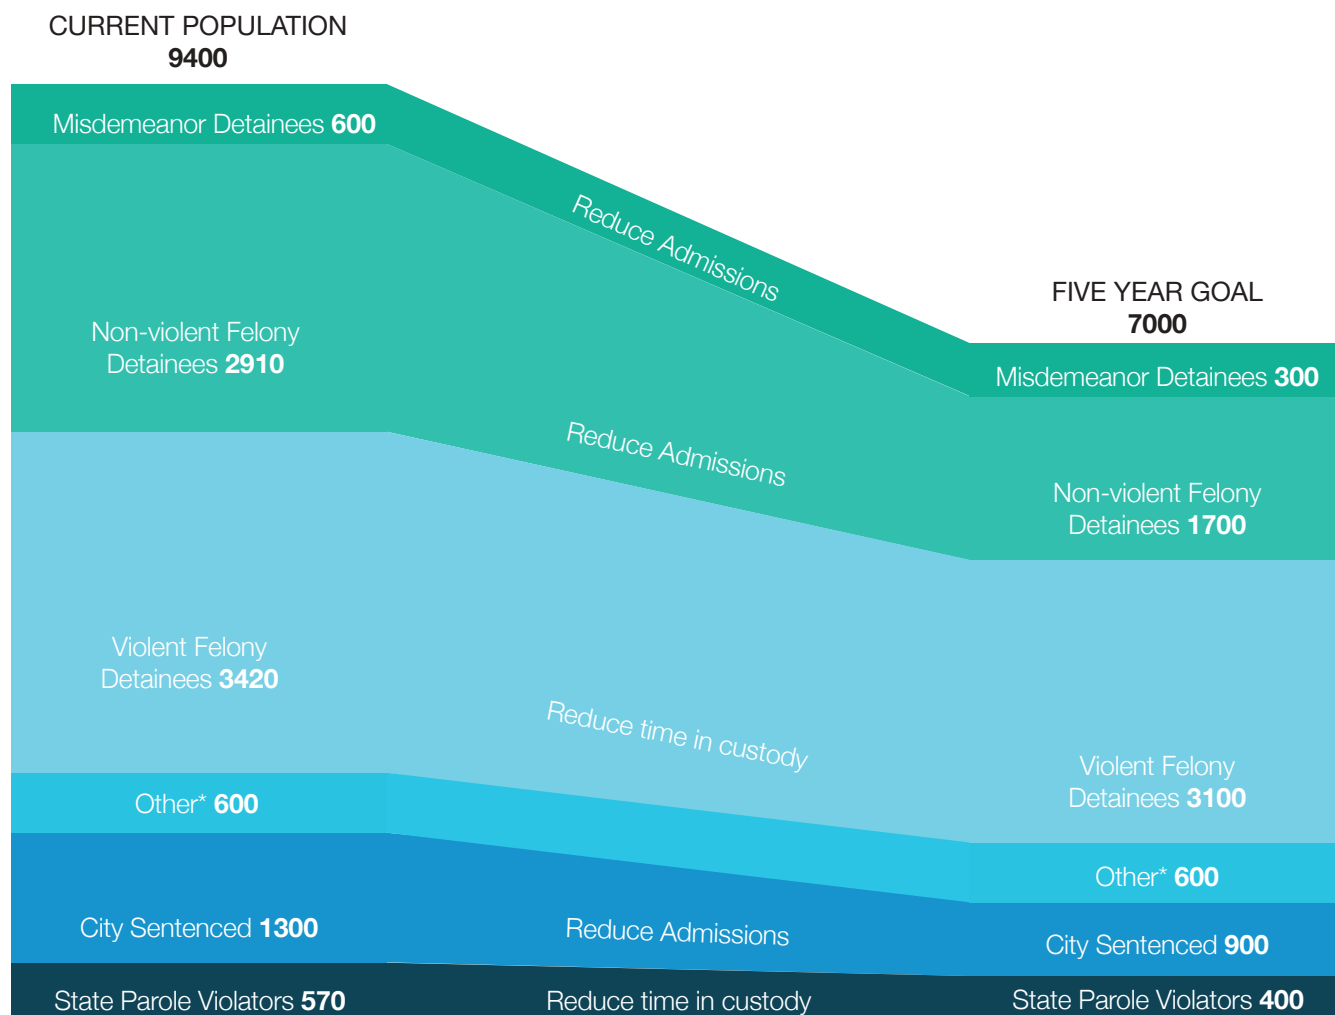 CURRENT POPULATION
9400
Misdemeanor Detainees 600
Non-violent Felony
Detainees 2910
Violent Felony
Detainees 3420
Other* 600
City Sentenced 1300
State Parole Violators 570
Reduce Admissions
Reduce Admissions
Reduce time in custody
Reduce Admissions
Reduce time in custody
FIVE YEAR GOAL
7000
Misdemeanor Detainees 300
Non-violent Felony
Detainees 1700
Violent Felony
Detainees 3100
Other* 600
City Sentenced 900
State Parole Violators 400